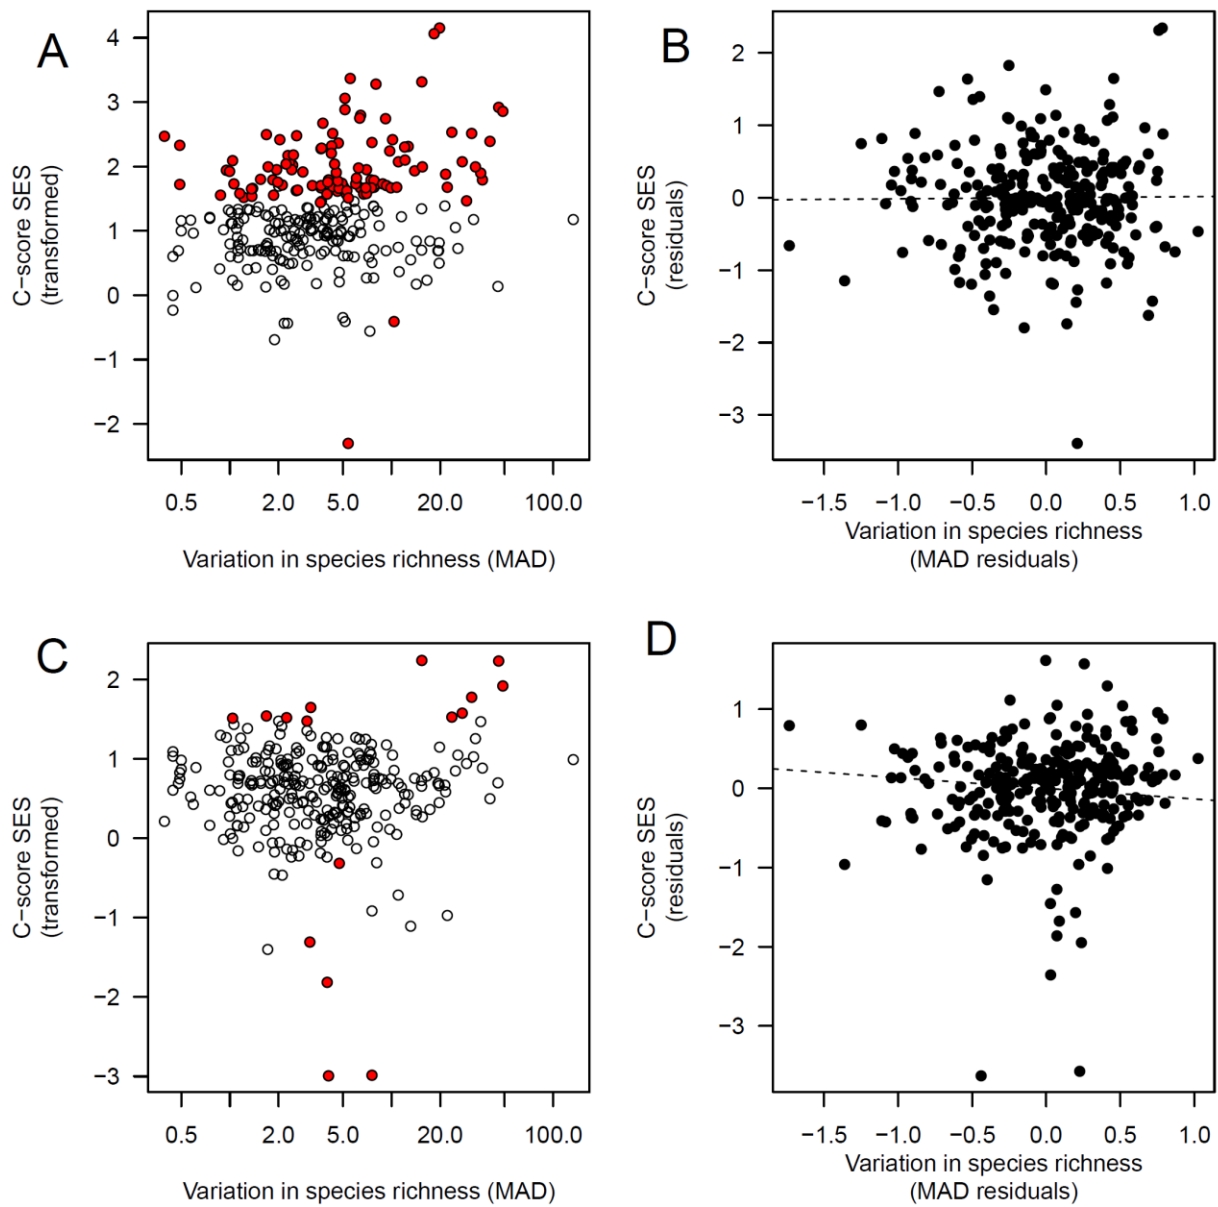 A
4
3
2
1
0
−1
−2
C−score SES
(transformed)
0.5
2.0
5.0
20.0
100.0
Variation in species richness (MAD)
B
2
1
0
−1
−2
−3
C−score SES
(residuals)
−1.5
−1.0
−0.5
0.0
0.5
1.0
Variation in species richness
(MAD residuals)
C
2
1
0
−1
−2
−3
C−score SES
(transformed)
0.5
2.0
5.0
20.0
100.0
Variation in species richness (MAD)
D
1
0
−1
−2
−3
C−score SES
(residuals)
−1.5
−1.0
−0.5
0.0
0.5
1.0
Variation in species richness
(MAD residuals)